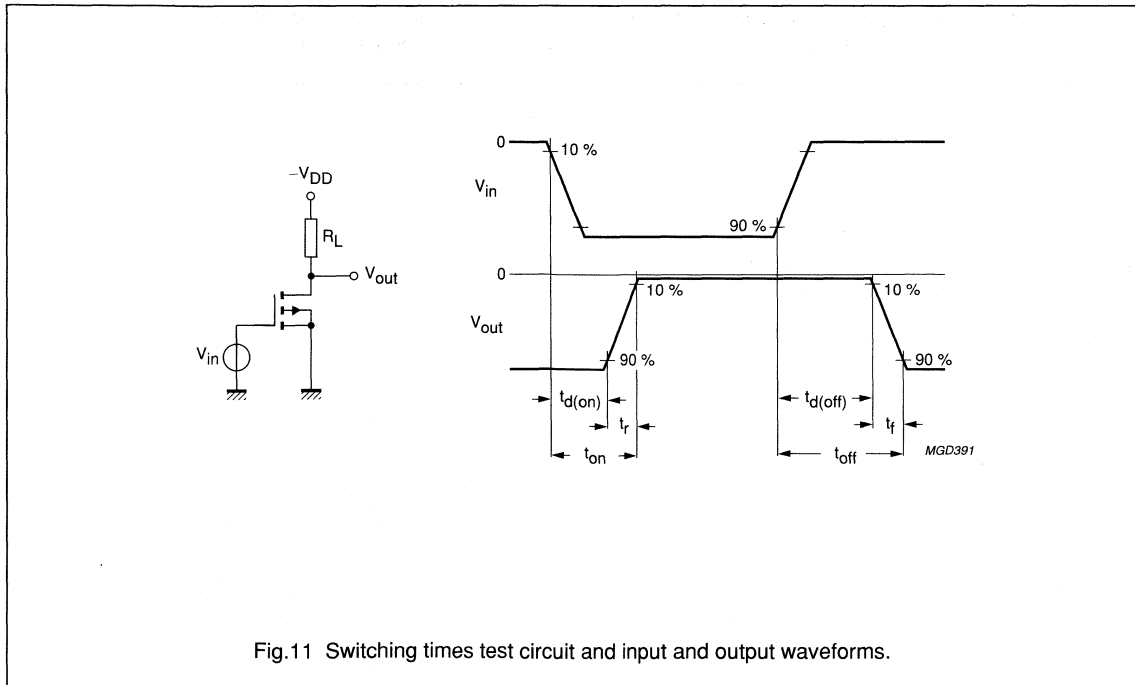 −V_DD
R_L
V_out
V_in
0
10 %
V_in
90 %
0
10 %
10 %
V_out
90 %
90 %
t_d(on)
t_d(off)
t_r
t_f
t_on
t_off
MGD391
Fig.11 Switching times test circuit and input and output waveforms.